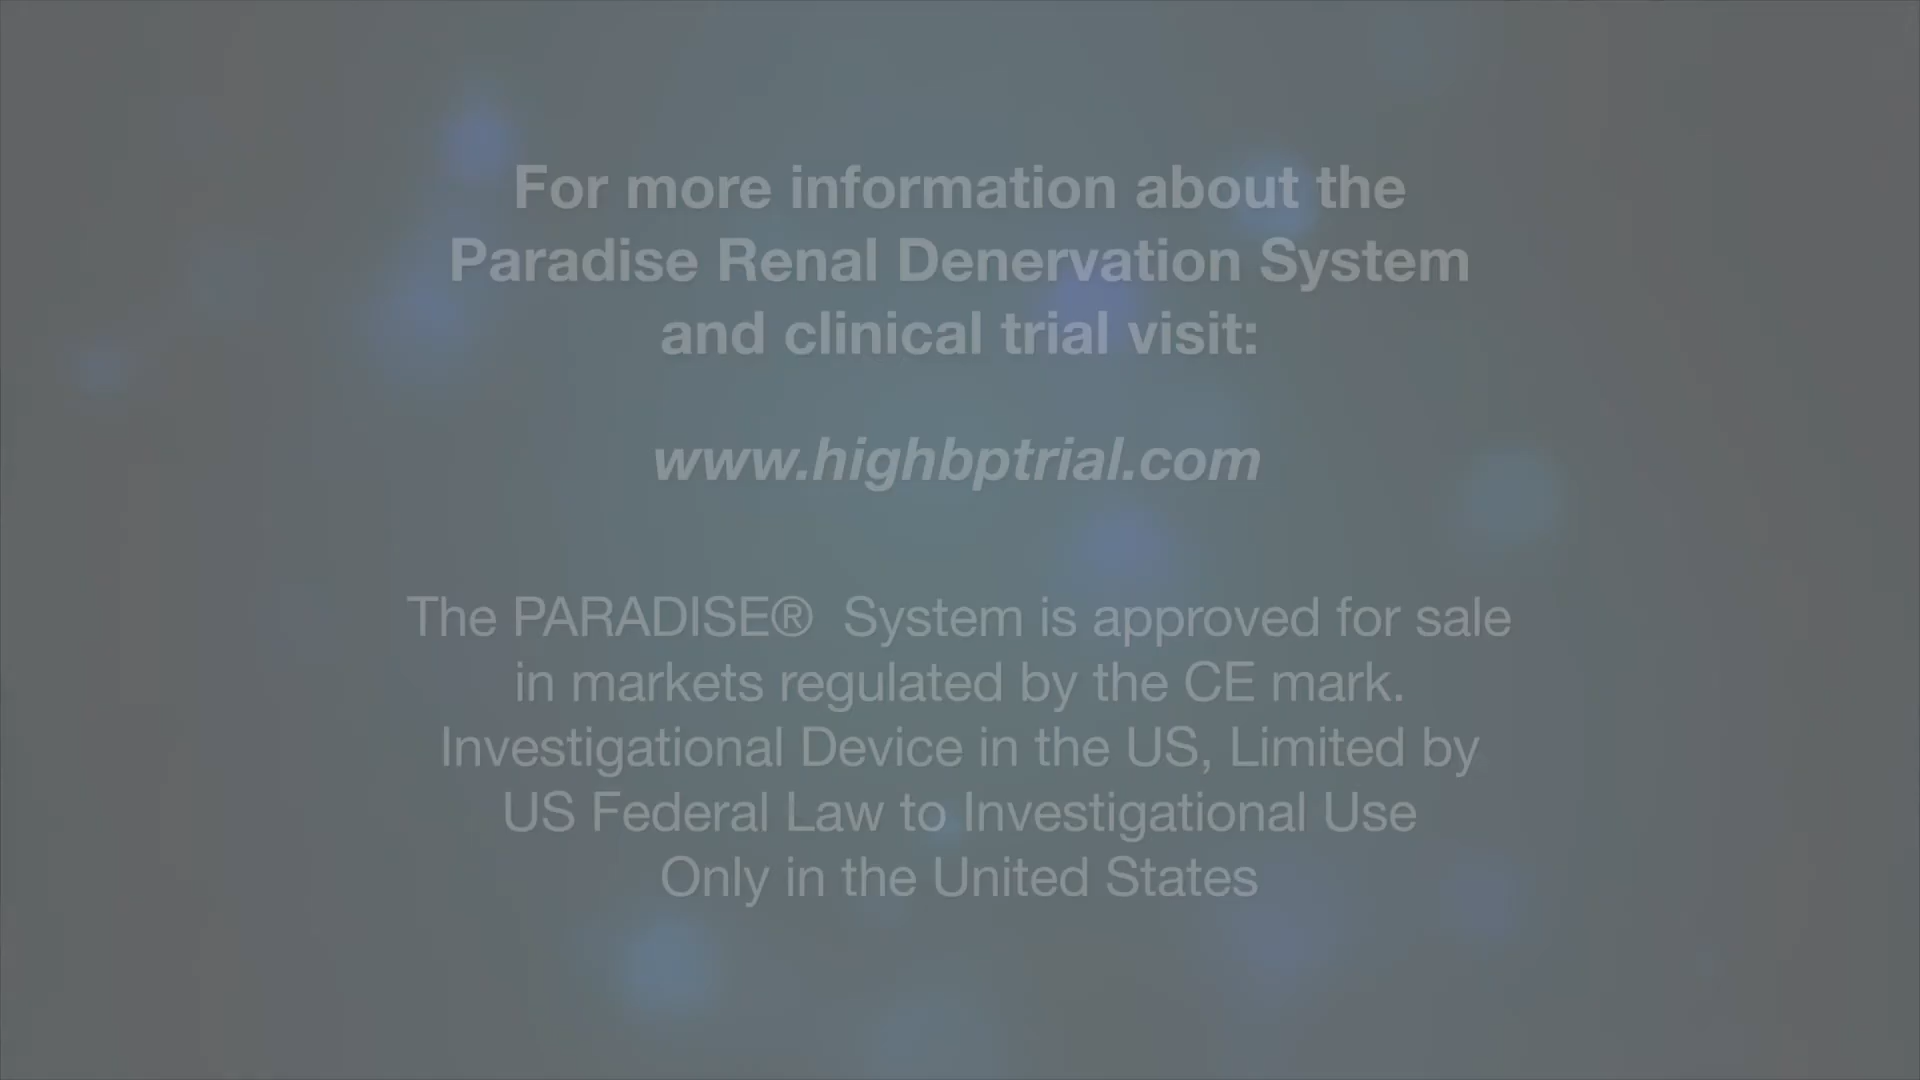 For more information about the
Paradise Renal Denervation System
and clinical trial visit:
www.highbptrial.com
The PARADISE®  System is approved for sale
in markets regulated by the CE mark.
Investigational Device in the US, Limited by
US Federal Law to Investigational Use
Only in the United States